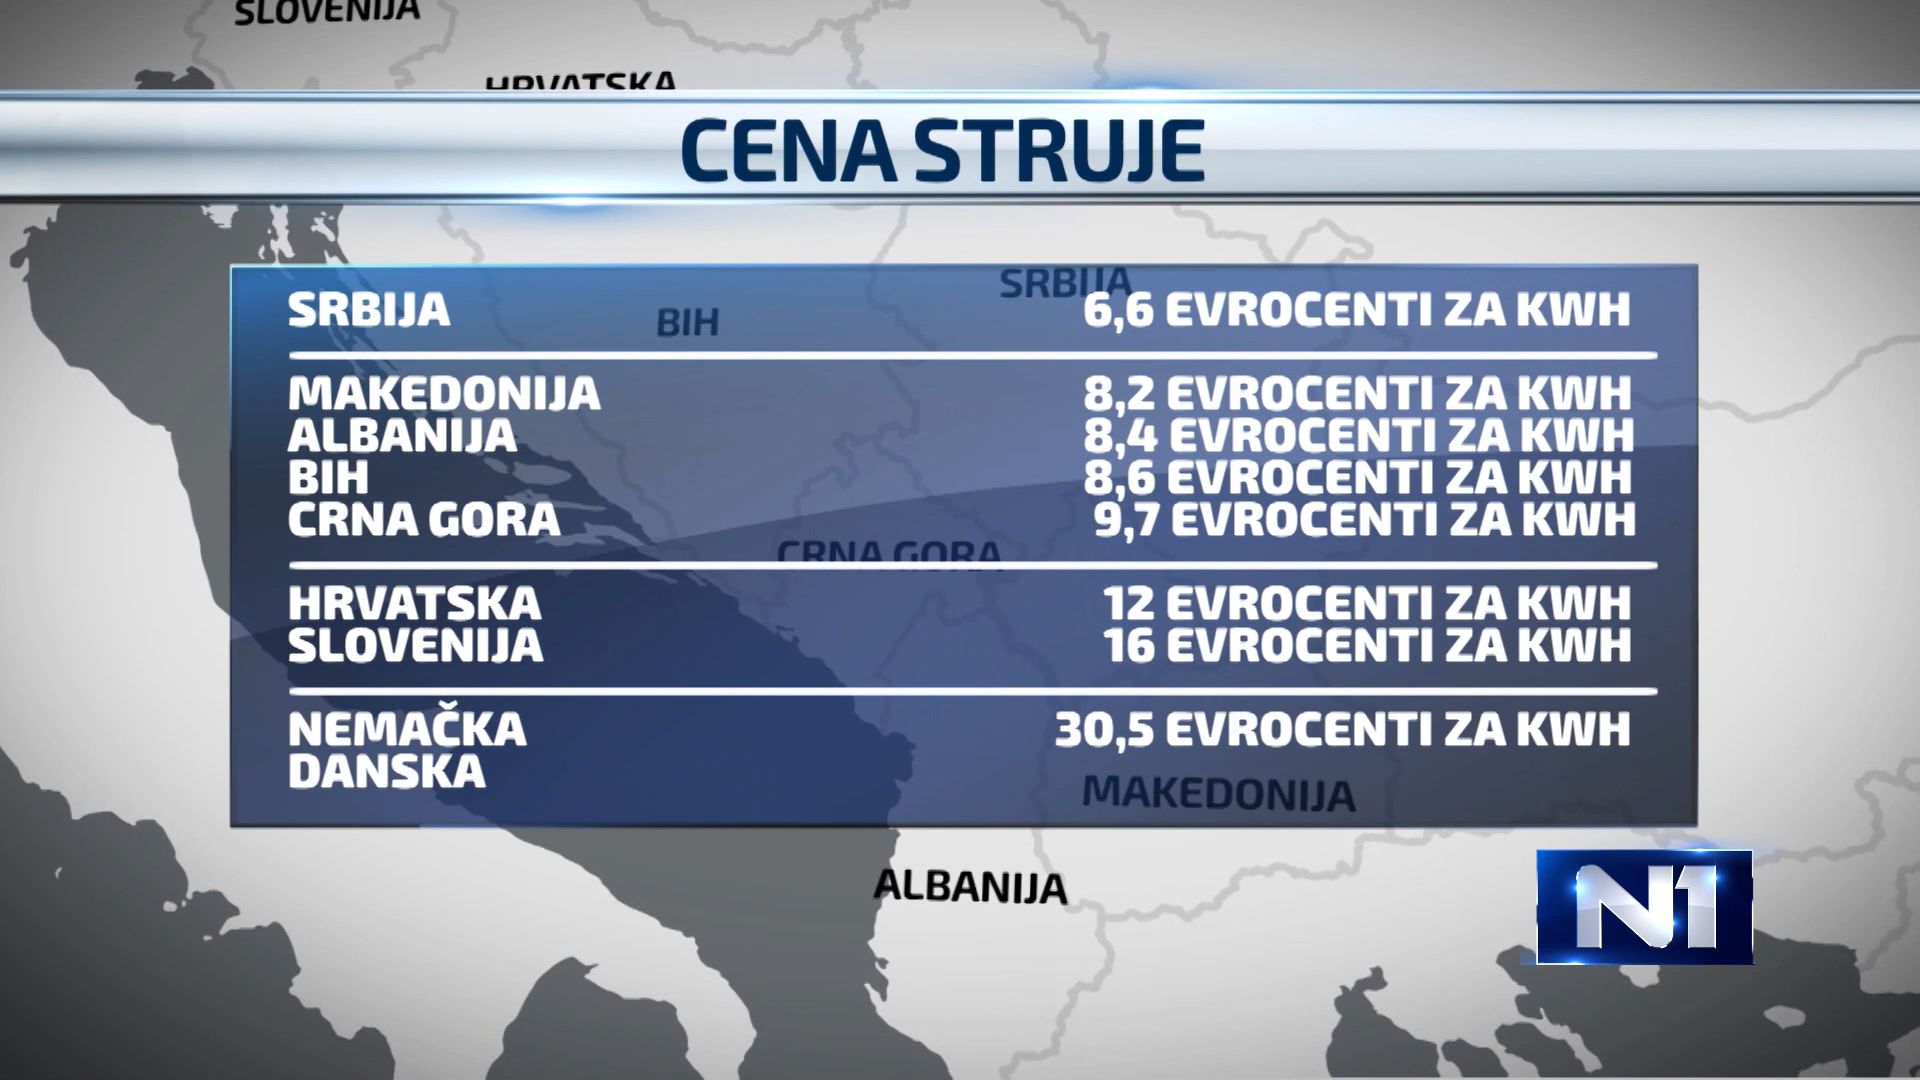 SLOVENIJA
HRVATSKA
CENA STRUJE
SRBIJA
BIH
SRBIJA 6,6 EVROCENTI ZA KWH
MAKEDONIJA 8,2 EVROCENTI ZA KWH
ALBANIJA 8,4 EVROCENTI ZA KWH
BIH 8,6 EVROCENTI ZA KWH
CRNA GORA 9,7 EVROCENTI ZA KWH
CRNA GORA
HRVATSKA 12 EVROCENTI ZA KWH
SLOVENIJA 16 EVROCENTI ZA KWH
NEMAČKA 30,5 EVROCENTI ZA KWH
DANSKA
MAKEDONIJA
ALBANIJA
N1